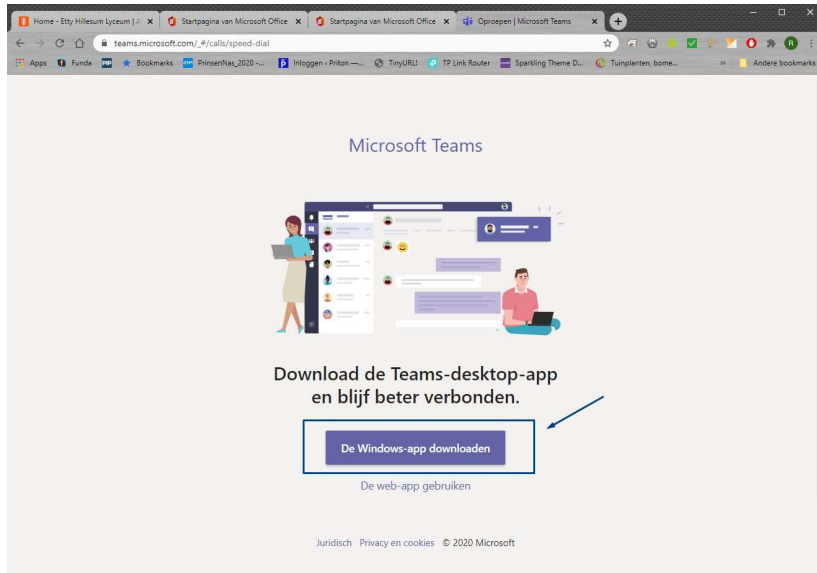 Home - Etty Hillesum Lyceum | A
Startpagina van Microsoft Office
Startpagina van Microsoft Office
Oproepen | Microsoft Teams
teams.microsoft.com/_#/calls/speed-dial
Apps Funda Bookmarks PrinsenNas_2020 -... Inloggen ‹ Priton —... TinyURL! TP Link Router Sparkling Theme D... Tuinplanten, bome... » Andere bookmarks
Microsoft Teams
Download de Teams-desktop-app
en blijf beter verbonden.
De Windows-app downloaden
De web-app gebruiken
Juridisch Privacy en cookies © 2020 Microsoft